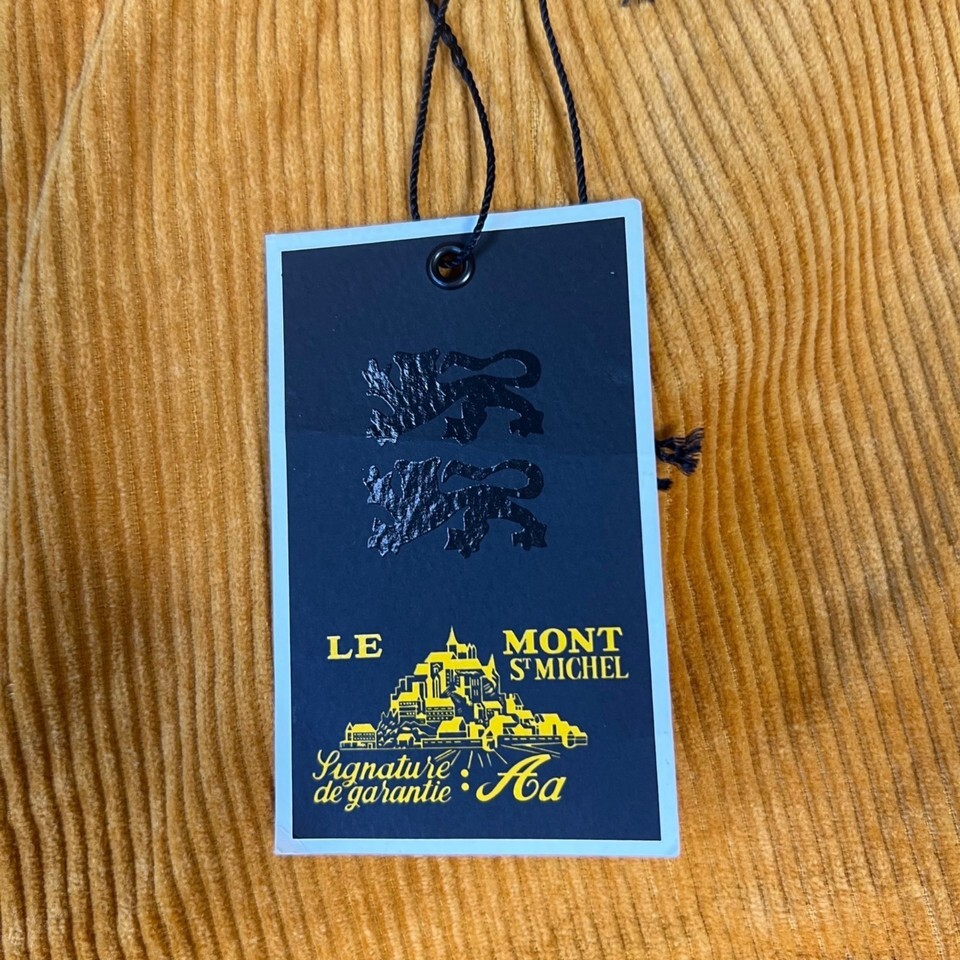 LE MONT
ST MICHEL
Signature
de garantie : Aa